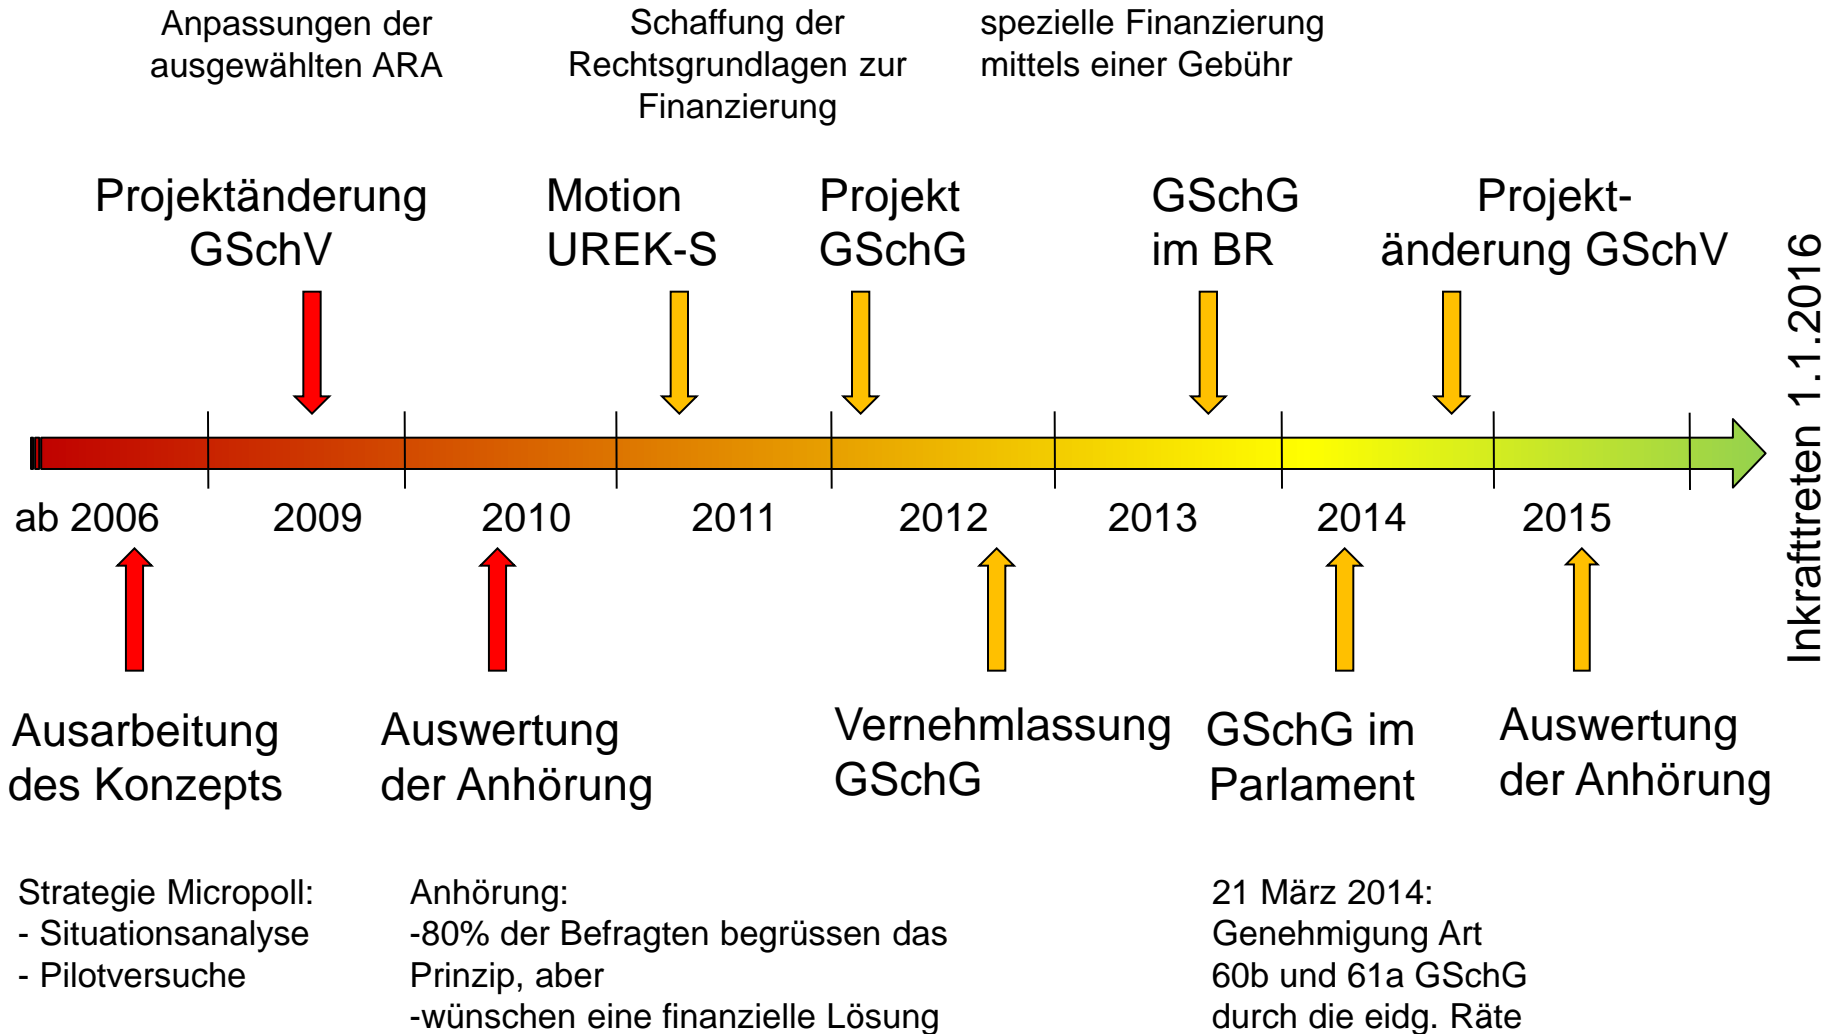 Anpassungen der
ausgewählten ARA
Schaffung der
Rechtsgrundlagen zur
Finanzierung
spezielle Finanzierung
mittels einer Gebühr
Projektänderung
GSchV
Motion
UREK-S
Projekt
GSchG
GSchG
im BR
Projekt-
änderung GSchV
Inkrafttreten 1.1.2016
ab 2006
2009
2010
2011
2012
2013
2014
2015
Ausarbeitung
des Konzepts
Auswertung
der Anhörung
Vernehmlassung
GSchG
GSchG im
Parlament
Auswertung
der Anhörung
Strategie Micropoll:
- Situationsanalyse
- Pilotversuche
Anhörung:
-80% der Befragten begrüssen das
Prinzip, aber
-wünschen eine finanzielle Lösung
21 März 2014:
Genehmigung Art
60b und 61a GSchG
durch die eidg. Räte